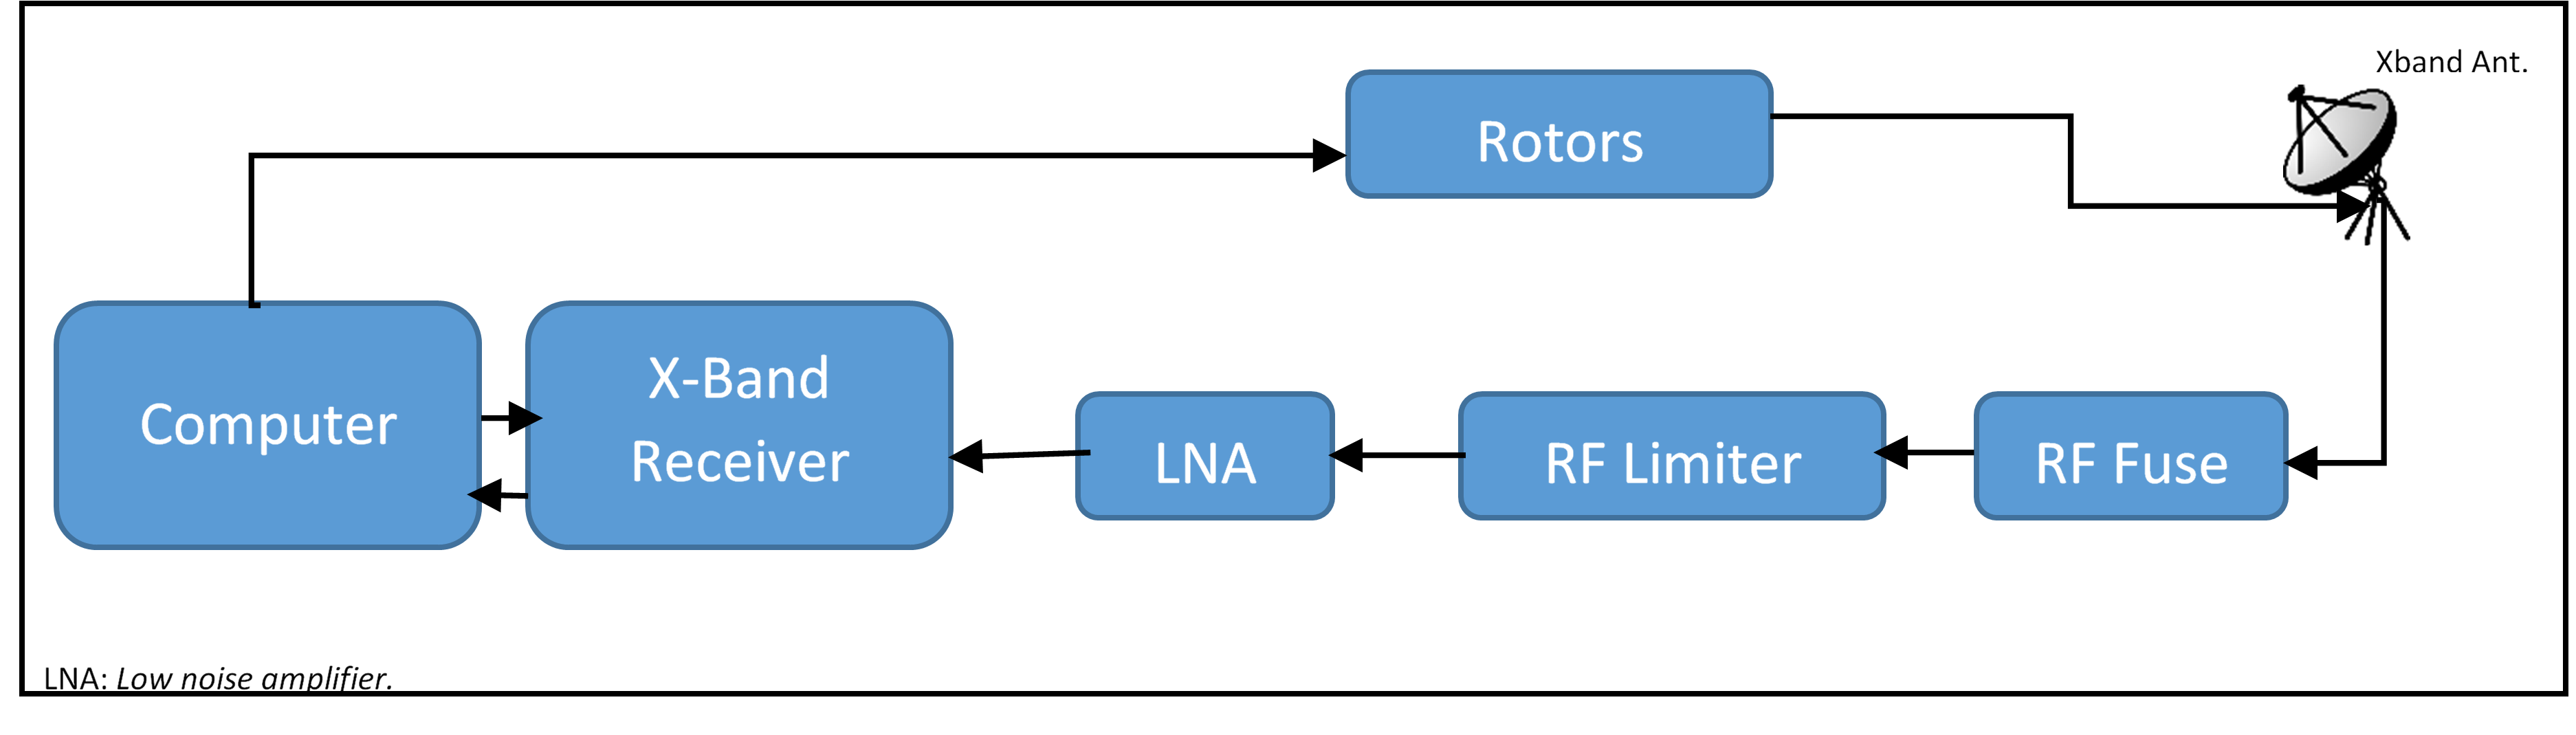 Xband Ant.
Rotors
Computer
X-Band
Receiver
LNA
RF Limiter
RF Fuse
LNA: Low noise amplifier.